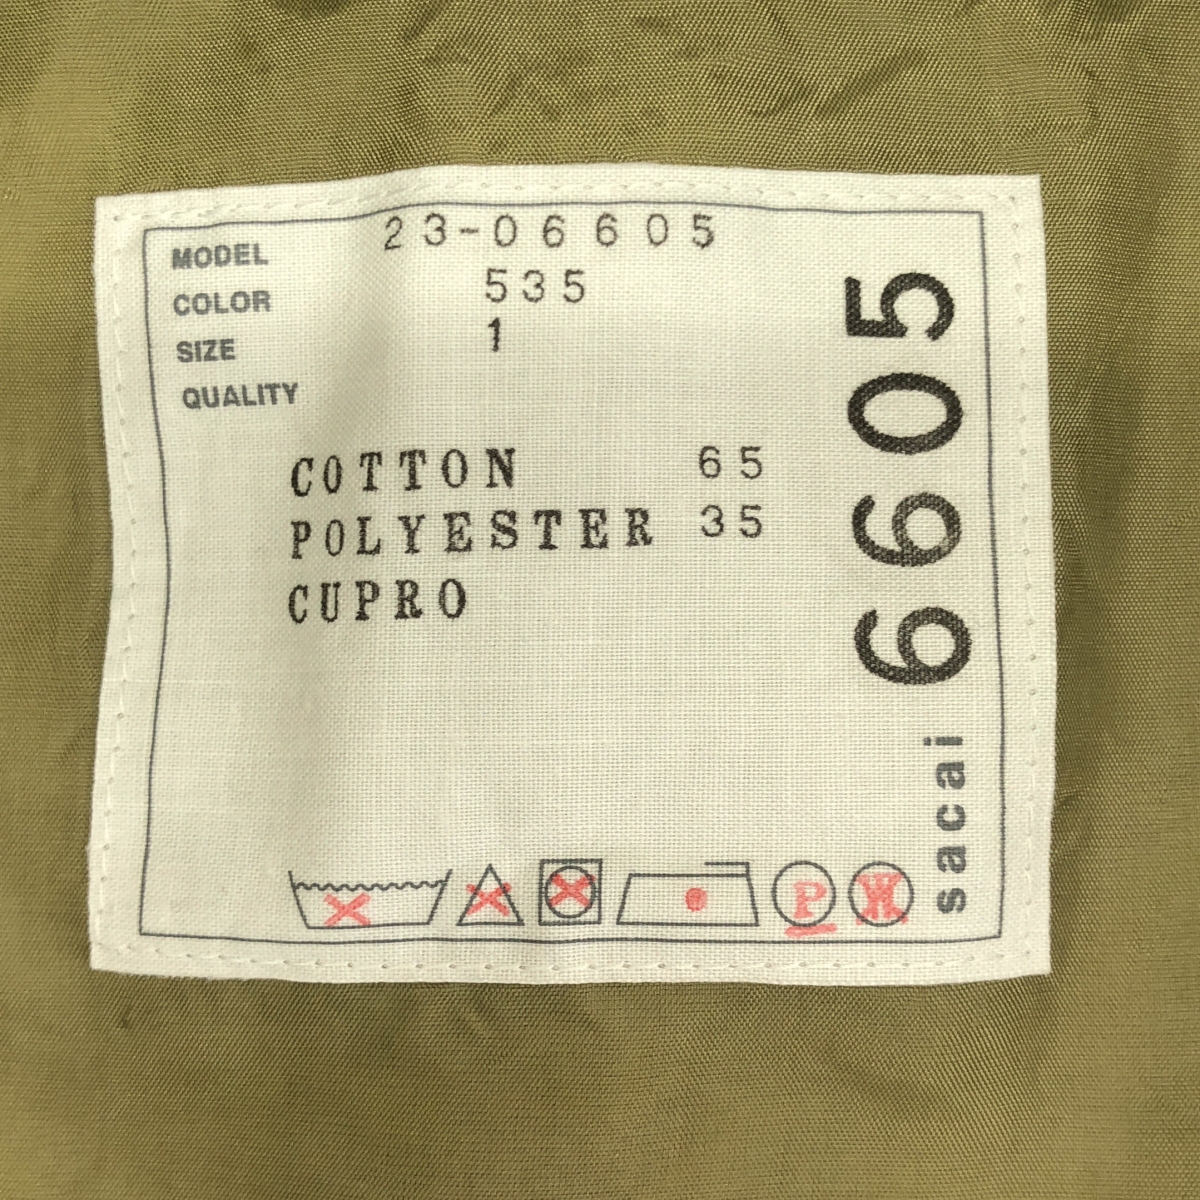 MODEL 23-06605
COLOR 535
SIZE 1
QUALITY
COTTON 65
POLYESTER 35
CUPRO
P
W
sacai 6605